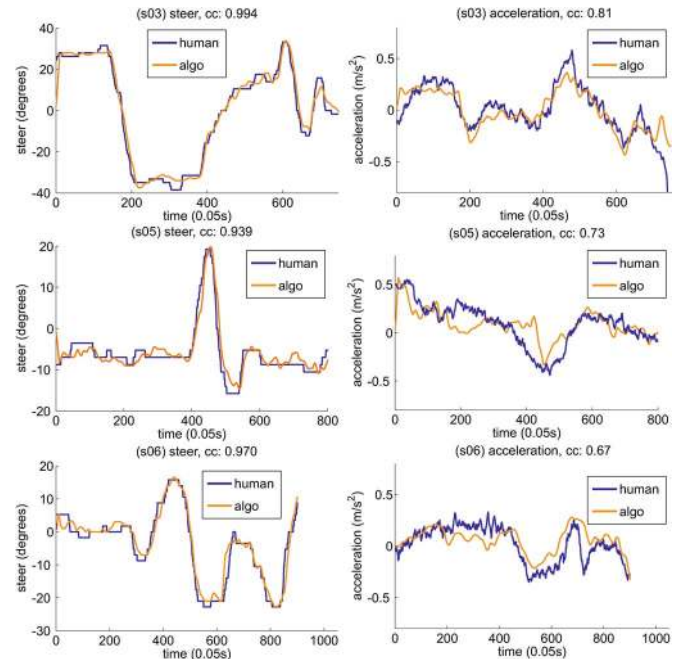 (s03) steer, cc: 0.994
(s03) acceleration, cc: 0.81
40
20
0
-20
-40
steer (degrees)
human
algo
0 200 400 600
time (0.05s)
0.5
0
-0.5
acceleration (m/s²)
human
algo
0 200 400 600
time (0.05s)
(s05) steer, cc: 0.939
(s05) acceleration, cc: 0.73
20
10
0
-10
-20
steer (degrees)
human
algo
0 200 400 600 800
time (0.05s)
0.5
0
-0.5
acceleration (m/s²)
human
algo
0 200 400 600 800
time (0.05s)
(s06) steer, cc: 0.970
(s06) acceleration, cc: 0.67
20
10
0
-10
-20
-30
steer (degrees)
human
algo
0 200 400 600 800 1000
time (0.05s)
0.5
0
-0.5
acceleration (m/s²)
human
algo
0 200 400 600 800 1000
time (0.05s)